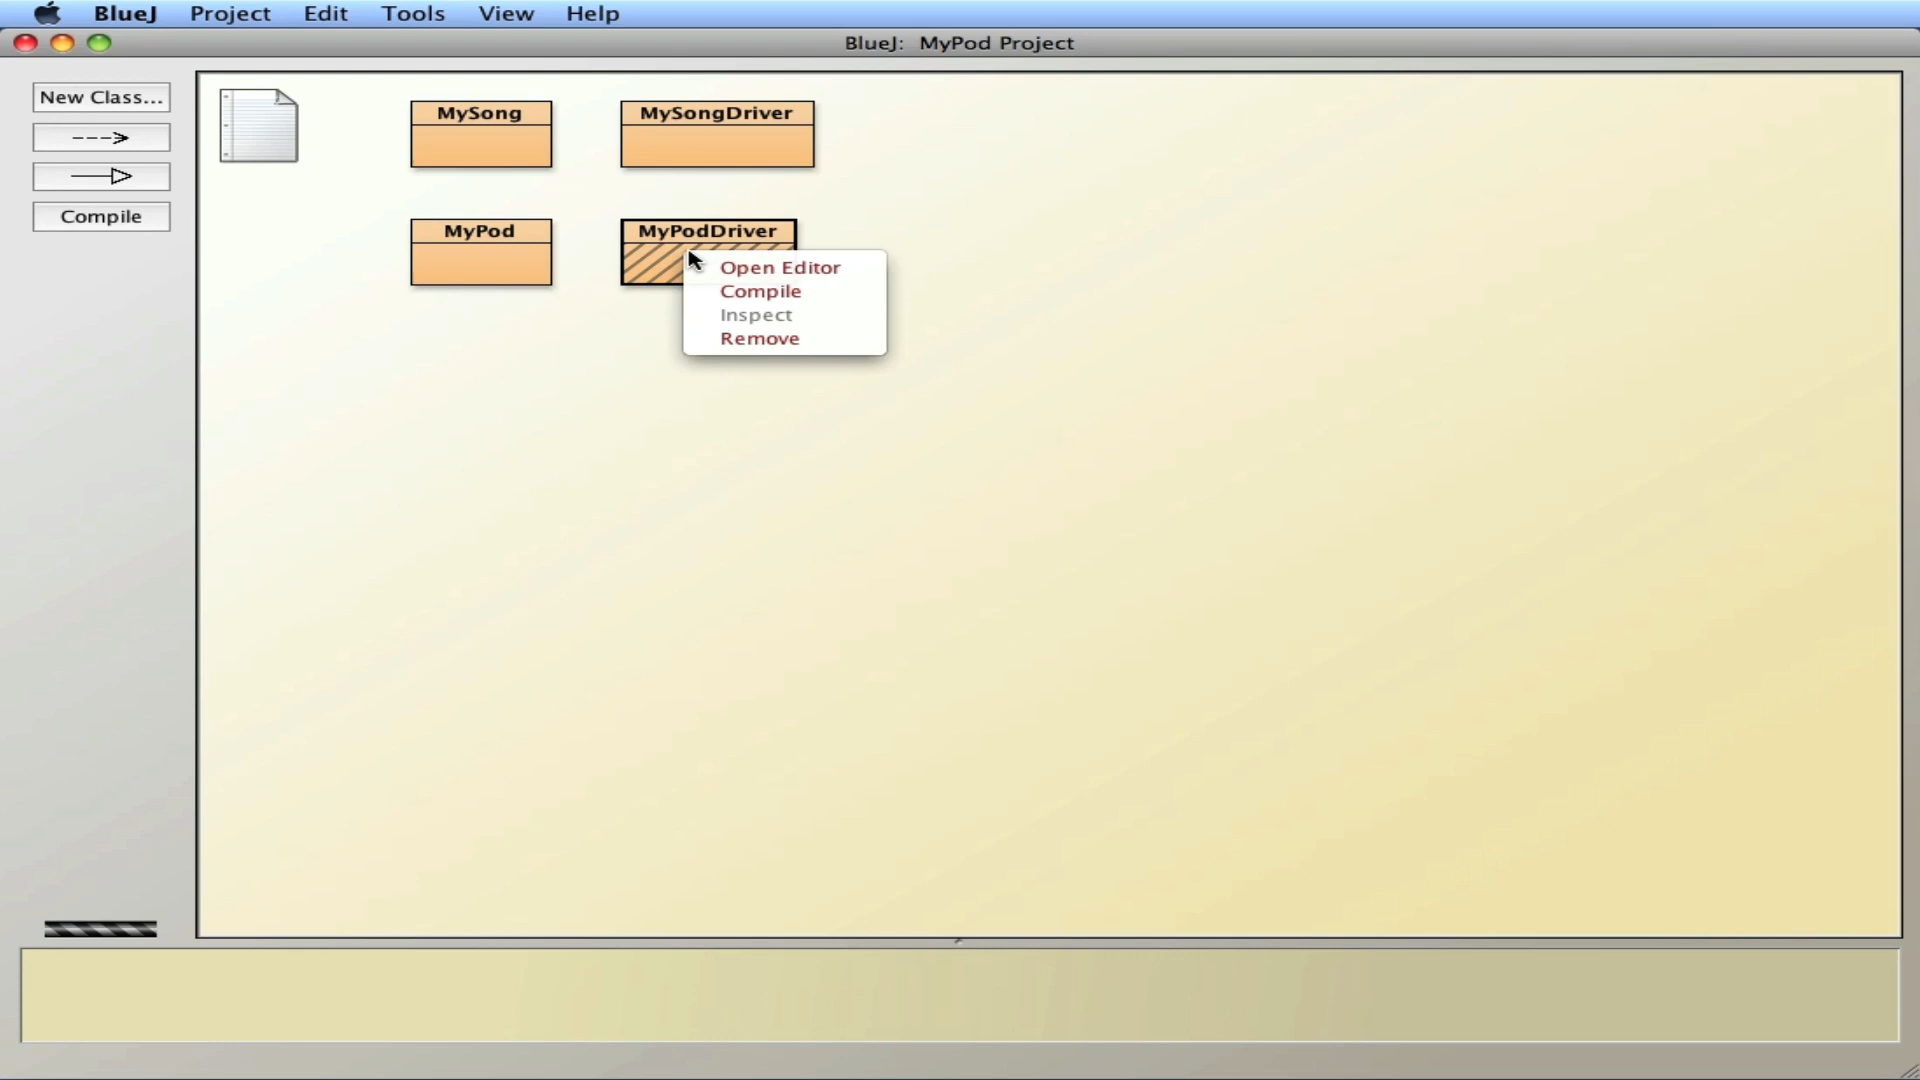 BlueJ Project Edit Tools View Help
BlueJ: MyPod Project
New Class...
Compile
MySong
MySongDriver
MyPod
MyPodDriver
Open Editor
Compile
Inspect
Remove